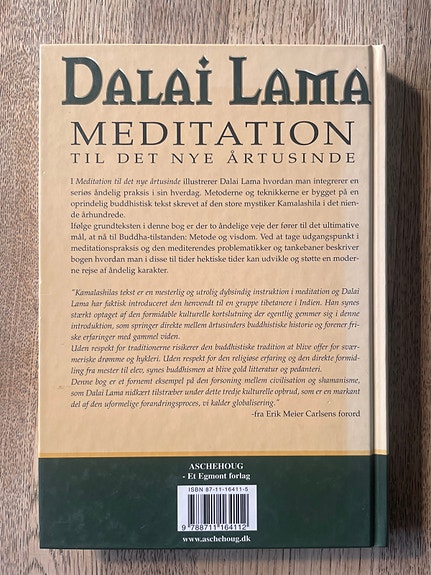 DALAI LAMA
MEDITATION
TIL DET NYE ÅRTUSINDE
I Meditation til det nye årtusinde illustrerer Dalai Lama hvordan man integrerer en
seriøs åndelig praksis i sin hverdag. Metoderne og teknikkerne er bygget på en
oprindelig buddhistisk tekst skrevet af den store mystiker Kamalashila i det nien-
de århundrede.
Ifølge grundteksten i denne bog er der to åndelige veje der fører til det ultimative
mål, at nå til Buddha-tilstanden: Metode og visdom. Ved at tage udgangspunkt i
meditationspraksis og den mediterendes problematikker og tankebaner beskriver
bogen hvordan man i disse til tider hektiske tider kan udvikle og støtte en moder-
ne rejse af åndelig karakter.
"Kamalashilas tekst er en mesterlig og utrolig dybsindig instruktion i meditation og Dalai
Lama har faktisk introduceret den henvendt til en gruppe tibetanere i Indien. Han synes
stærkt optaget af den formidable kulturelle kortslutning der egentlig gemmer sig i denne
introduktion, som springer direkte mellem årtusinders buddhistiske historie og forener fri-
ske erfaringer med gammel viden.
Uden respekt for traditionerne risikerer den buddhistiske tradition at blive offer for svær-
meriske drømme og hykleri. Uden respekt for den religiøse erfaring og den direkte formid-
ling fra mester til elev, synes buddhismen at blive gold litteratur og pedanteri.
Denne bog er et fornemt eksempel på den forsoning mellem civilisation og shamanisme,
som Dalai Lama nidkært tilstræber under dette tredje kulturelle opbrud, som er en markant
del af den uformelige forandringsproces, vi kalder globalisering."
-fra Erik Meier Carlsens forord
ASCHEHOUG
- Et Egmont forlag
ISBN 87-11-16411-5
9 788711 164112
www.aschehoug.dk